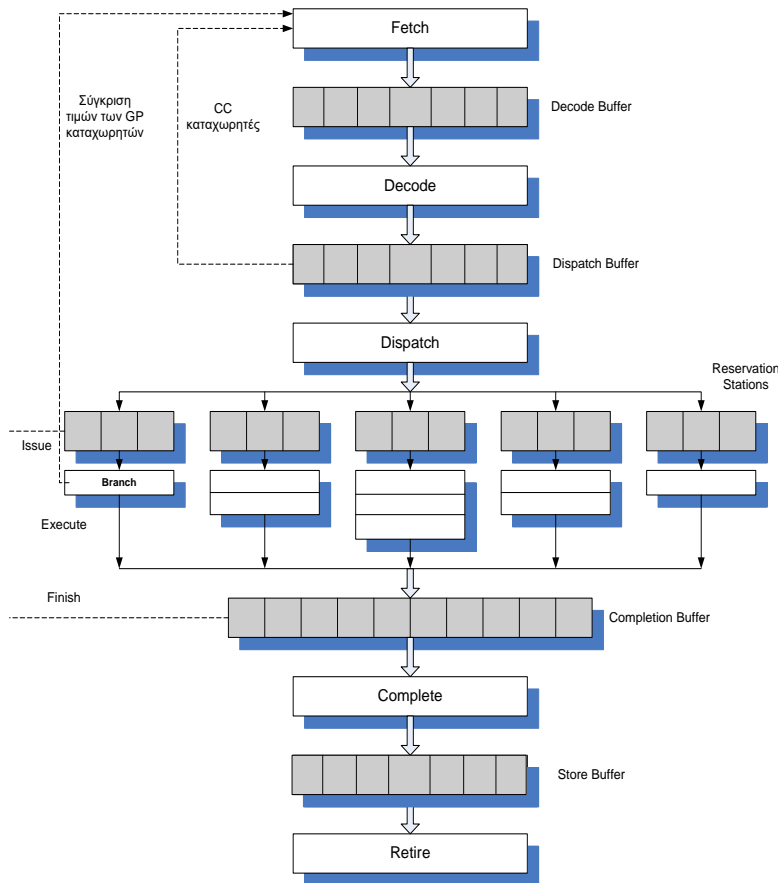 Fetch
Σύγκριση
τιμών των GP
καταχωρητών
CC
καταχωρητές
Decode Buffer
Decode
Dispatch Buffer
Dispatch
Reservation
Stations
Issue
Branch
Execute
Finish
Completion Buffer
Complete
Store Buffer
Retire